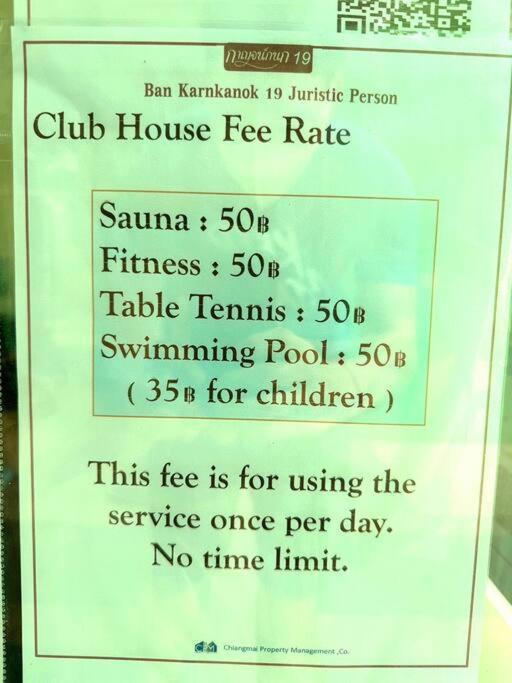 กาญจน์กนก 19
Ban Karnkanok 19 Juristic Person
Club House Fee Rate
Sauna : 50฿
Fitness : 50฿
Table Tennis : 50฿
Swimming Pool : 50฿
( 35฿ for children )
This fee is for using the
service once per day.
No time limit.
CPM Chiangmai Property Management ,Co.